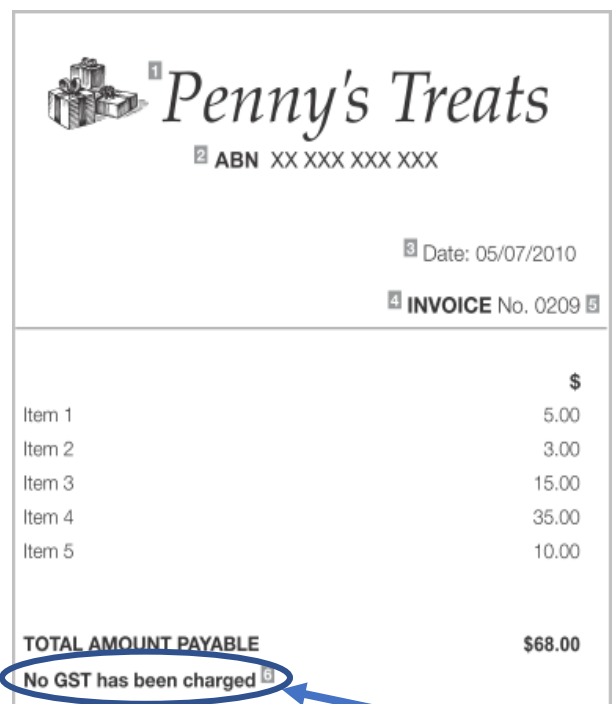 1 Penny's Treats
2 ABN XX XXX XXX XXX
3 Date: 05/07/2010
4 INVOICE No. 0209 5
$
Item 1 5.00
Item 2 3.00
Item 3 15.00
Item 4 35.00
Item 5 10.00
TOTAL AMOUNT PAYABLE $68.00
No GST has been charged 6